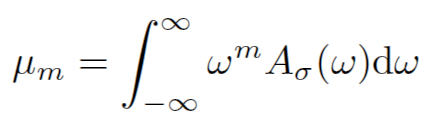 μ_m = ∫_{-∞}^{∞} ω^m A_σ(ω)dω